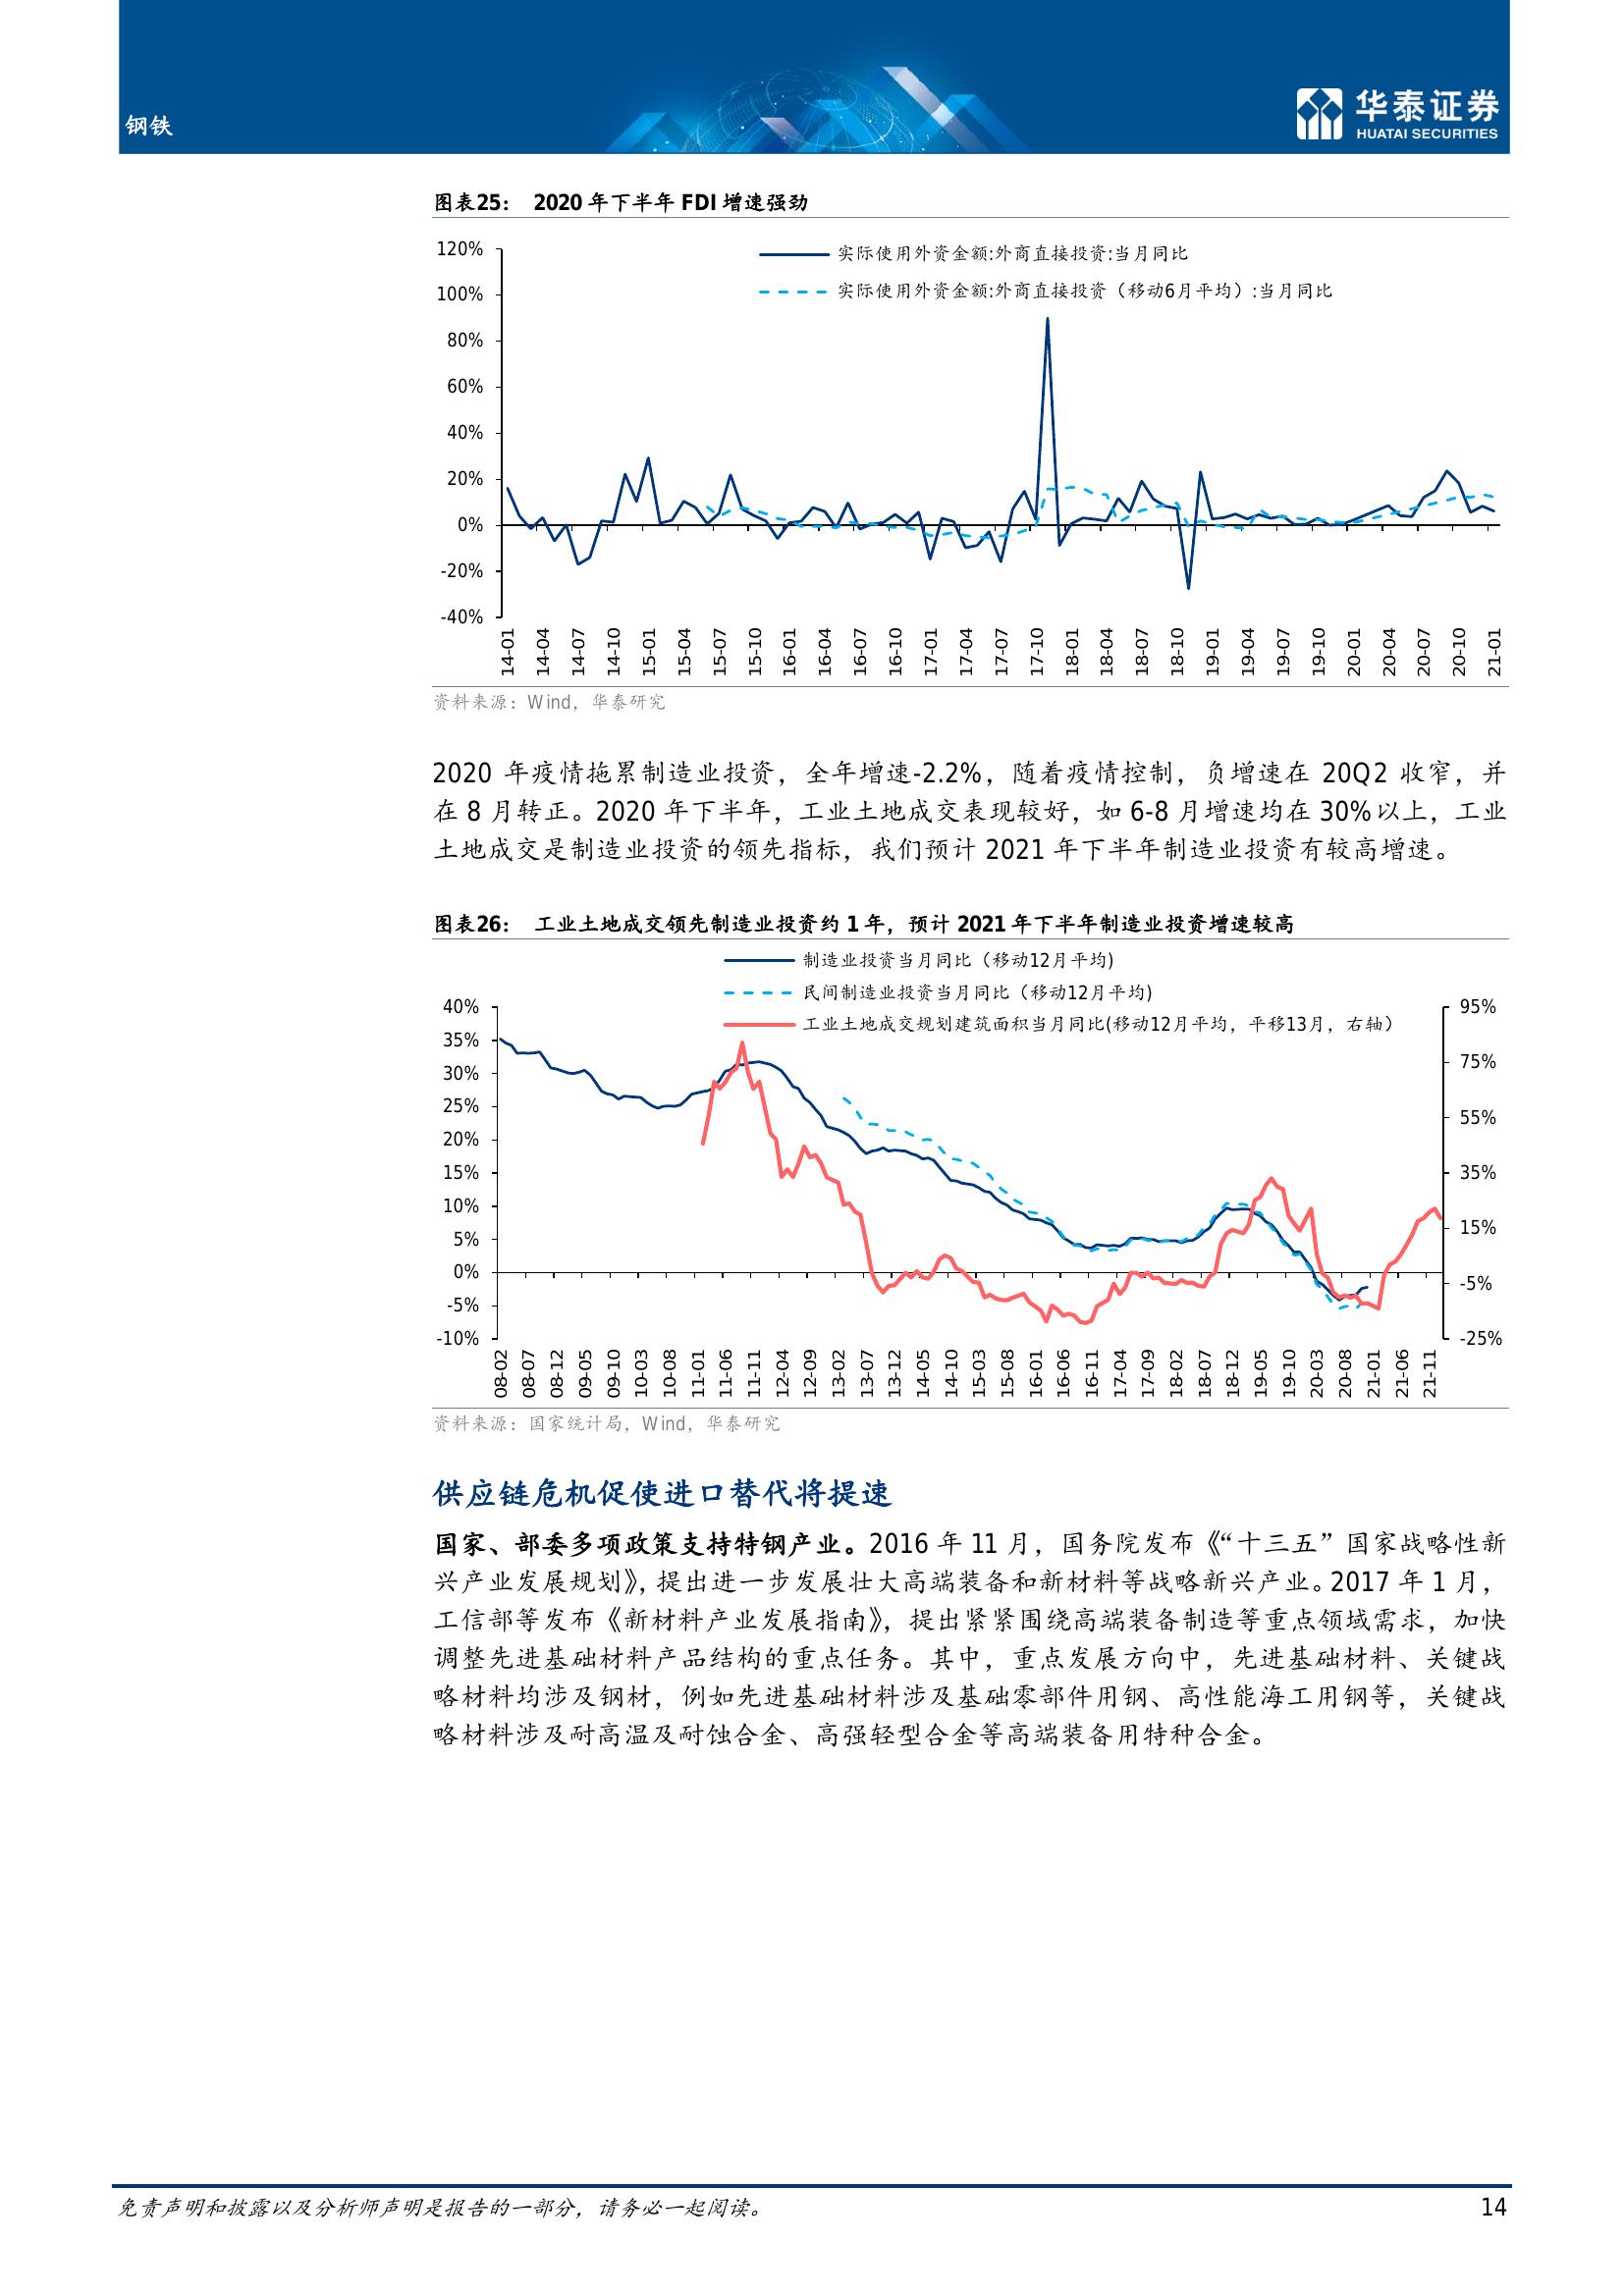 钢铁
华泰证券
HUATAI SECURITIES
图表25： 2020 年下半年 FDI 增速强劲
实际使用外资金额:外商直接投资:当月同比
实际使用外资金额:外商直接投资（移动6月平均）:当月同比
120%
100%
80%
60%
40%
20%
0%
-20%
-40%
14-01 14-04 14-07 14-10 15-01 15-04 15-07 15-10 16-01 16-04 16-07 16-10 17-01 17-04 17-07 17-10 18-01 18-04 18-07 18-10 19-01 19-04 19-07 19-10 20-01 20-04 20-07 20-10 21-01
资料来源：Wind，华泰研究
2020 年疫情拖累制造业投资，全年增速-2.2%，随着疫情控制，负增速在 20Q2 收窄，并
在 8 月转正。2020 年下半年，工业土地成交表现较好，如 6-8 月增速均在 30%以上，工业
土地成交是制造业投资的领先指标，我们预计 2021 年下半年制造业投资有较高增速。
图表26： 工业土地成交领先制造业投资约 1 年，预计 2021 年下半年制造业投资增速较高
制造业投资当月同比（移动12月平均)
民间制造业投资当月同比（移动12月平均)
工业土地成交规划建筑面积当月同比(移动12月平均，平移13月，右轴）
40%
35%
30%
25%
20%
15%
10%
5%
0%
-5%
-10%
95%
75%
55%
35%
15%
-5%
-25%
08-02 08-07 08-12 09-05 09-10 10-03 10-08 11-01 11-06 11-11 12-04 12-09 13-02 13-07 13-12 14-05 14-10 15-03 15-08 16-01 16-06 16-11 17-04 17-09 18-02 18-07 18-12 19-05 19-10 20-03 20-08 21-01 21-06 21-11
资料来源：国家统计局，Wind，华泰研究
供应链危机促使进口替代将提速
国家、部委多项政策支持特钢产业。2016 年 11 月，国务院发布《“十三五”国家战略性新
兴产业发展规划》，提出进一步发展壮大高端装备和新材料等战略新兴产业。2017 年 1 月，
工信部等发布《新材料产业发展指南》，提出紧紧围绕高端装备制造等重点领域需求，加快
调整先进基础材料产品结构的重点任务。其中，重点发展方向中，先进基础材料、关键战
略材料均涉及钢材，例如先进基础材料涉及基础零部件用钢、高性能海工用钢等，关键战
略材料涉及耐高温及耐蚀合金、高强轻型合金等高端装备用特种合金。
免责声明和披露以及分析师声明是报告的一部分，请务必一起阅读。
14